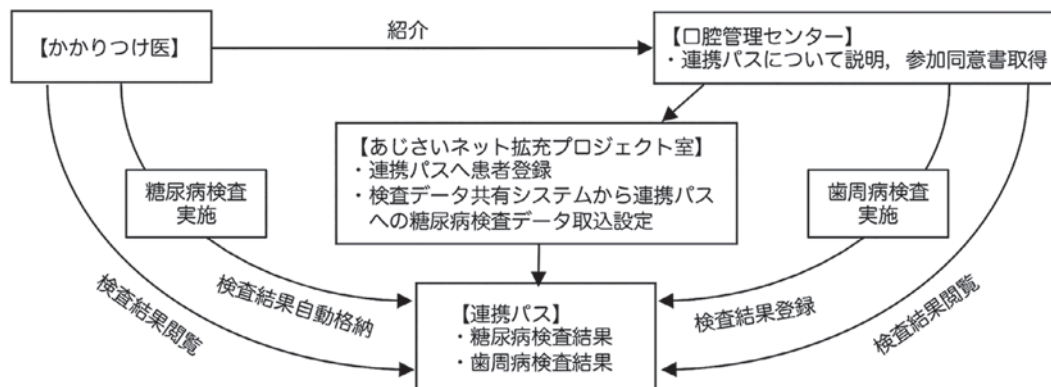 【かかりつけ医】
紹介
【口腔管理センター】
・連携パスについて説明，参加同意書取得
【あじさいネット拡充プロジェクト室】
・連携パスへ患者登録
・検査データ共有システムから連携パス
への糖尿病検査データ取込設定
糖尿病検査
実施
歯周病検査
実施
検査結果閲覧
検査結果自動格納
【連携パス】
・糖尿病検査結果
・歯周病検査結果
検査結果登録
検査結果閲覧